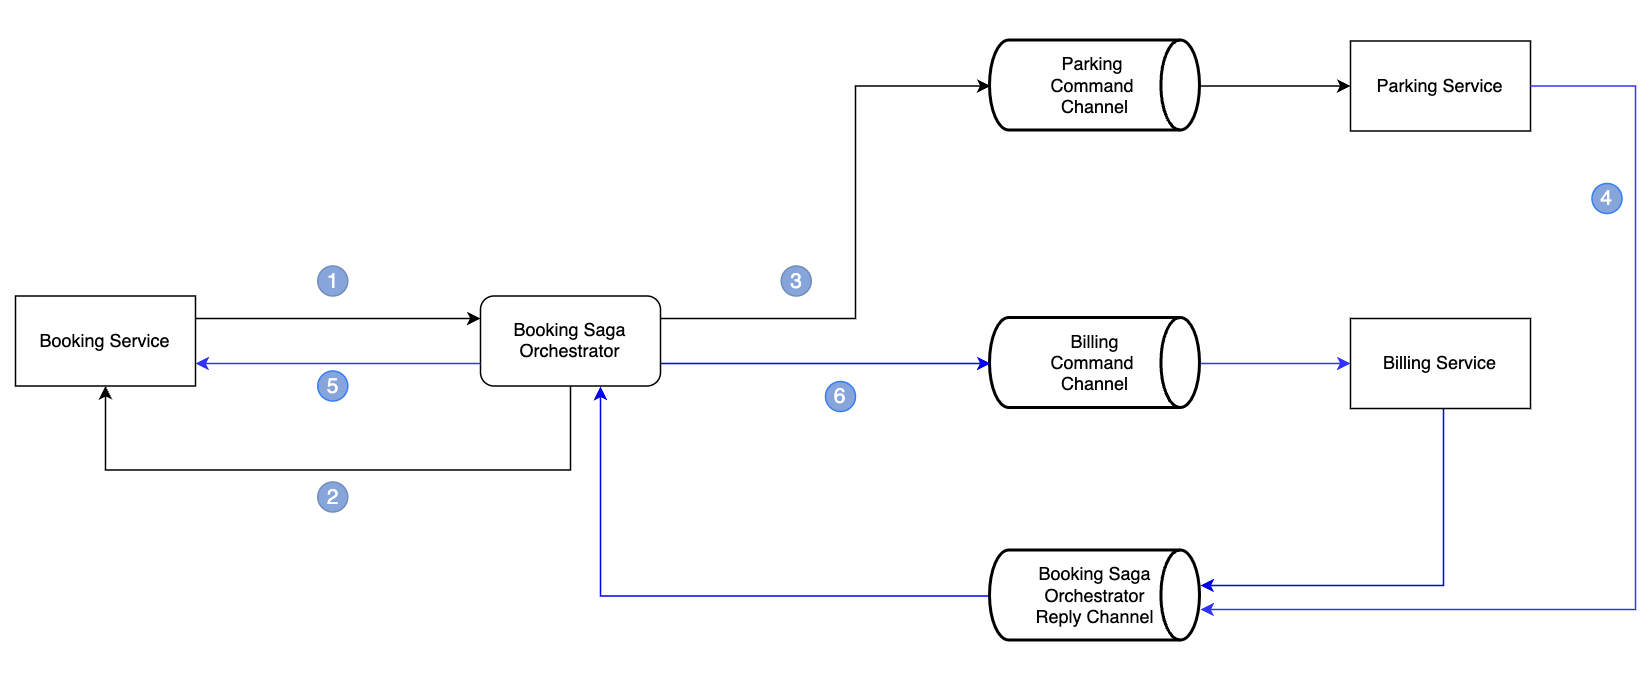 Parking
Command
Channel
Parking Service
4
1
3
Booking Service
Booking Saga
Orchestrator
Billing
Command
Channel
Billing Service
5
6
2
Booking Saga
Orchestrator
Reply Channel